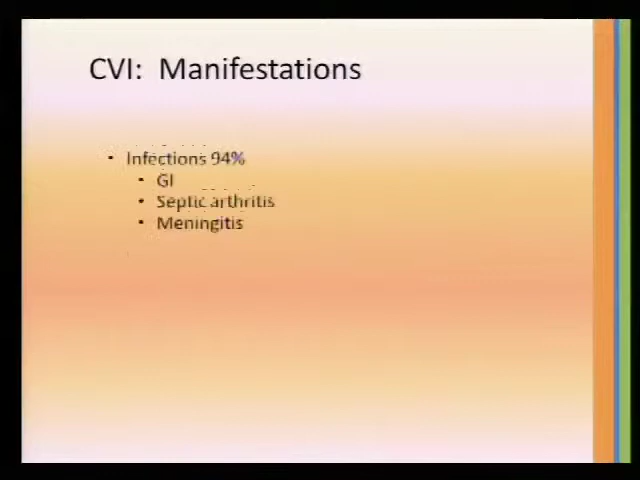 CVI: Manifestations
• Infections 94%
• GI
• Septic arthritis
• Meningitis